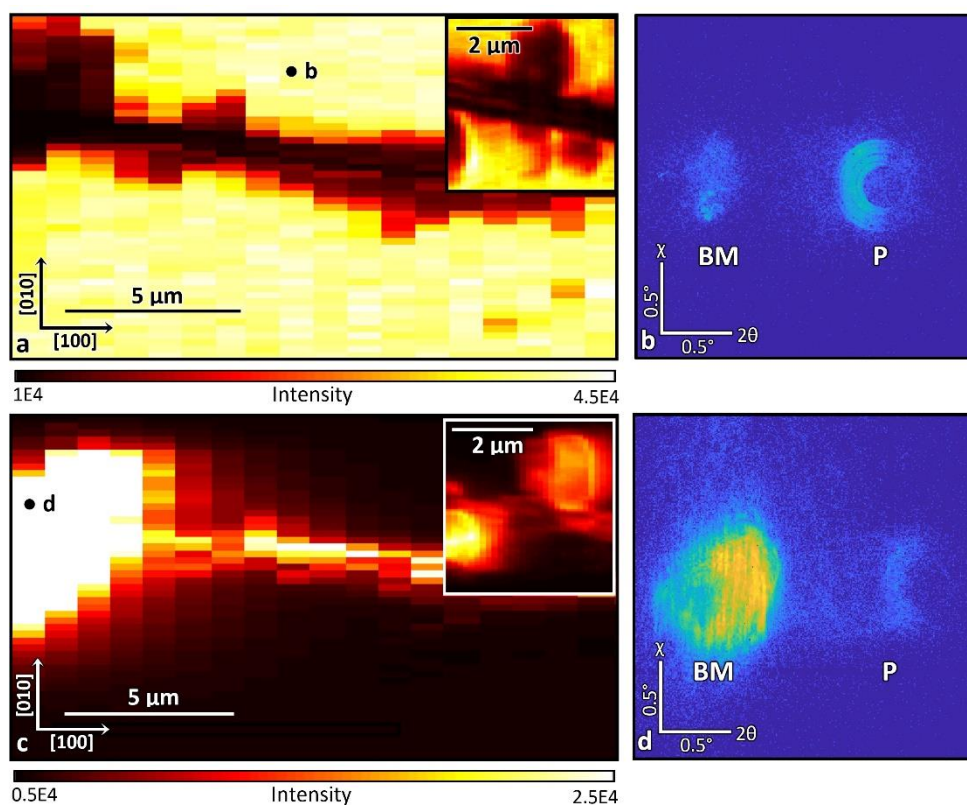 2 μm
b
[010]
5 μm
[100]
a
1E4
Intensity
4.5E4
BM
P
χ
0.5°
0.5°
2θ
b
2 μm
d
[010]
5 μm
[100]
c
0.5E4
Intensity
2.5E4
BM
P
χ
0.5°
0.5°
2θ
d